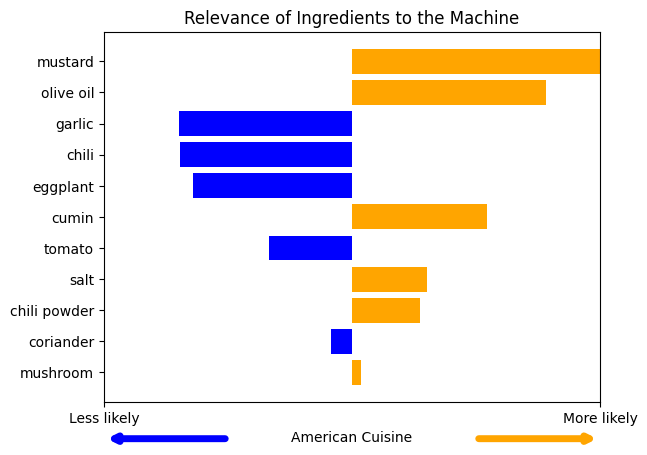 Relevance of Ingredients to the Machine
mustard
olive oil
garlic
chili
eggplant
cumin
tomato
salt
chili powder
coriander
mushroom
Less likely
More likely
American Cuisine